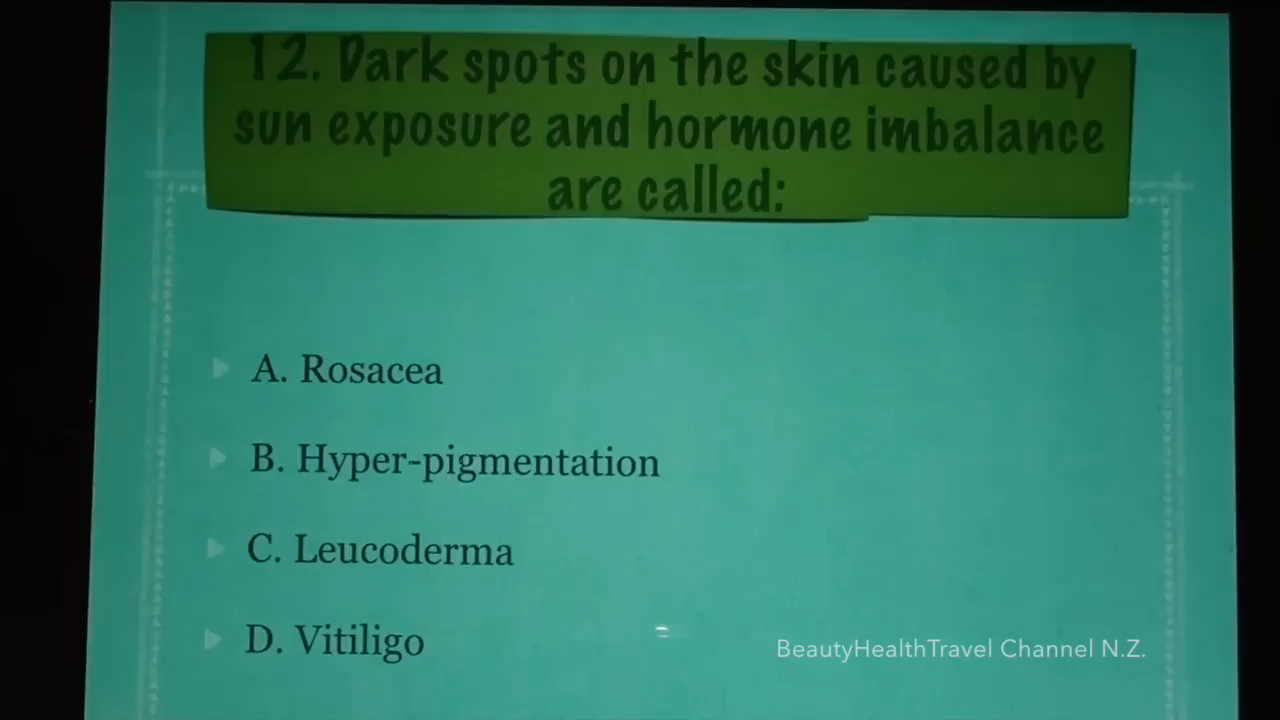 12. Dark spots on the skin caused by
sun exposure and hormone imbalance
are called:
A. Rosacea
B. Hyper-pigmentation
C. Leucoderma
D. Vitiligo
BeautyHealthTravel Channel N.Z.